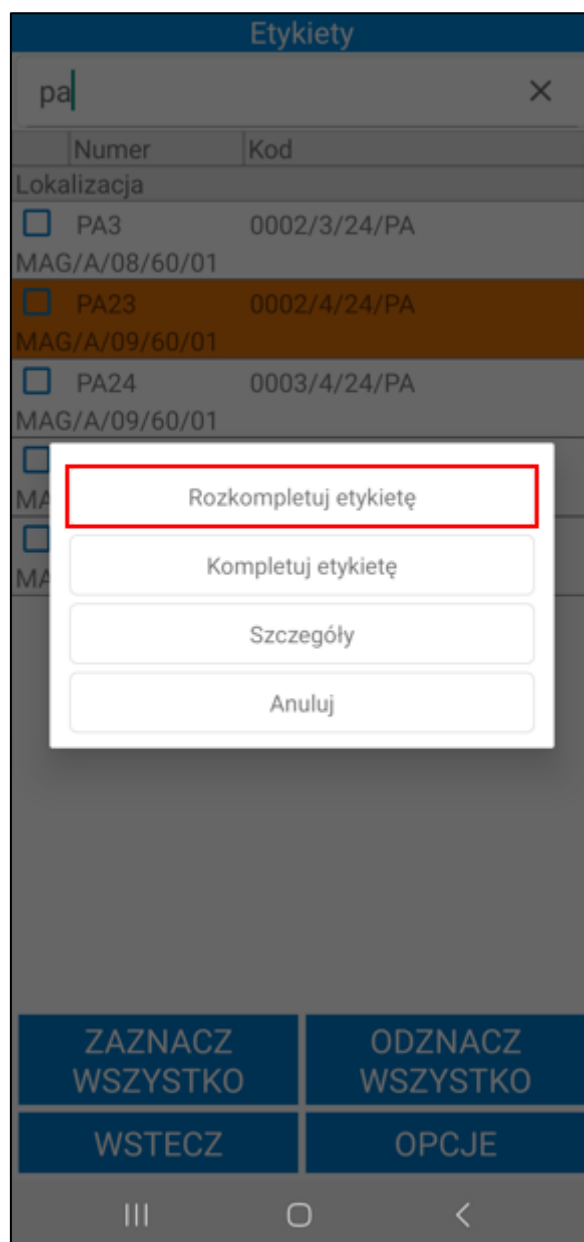 Etykiety
pa
Numer Kod
Lokalizacja
PA3 0002/3/24/PA
MAG/A/08/60/01
PA23 0002/4/24/PA
MAG/A/09/60/01
PA24 0003/4/24/PA
MAG/A/09/60/01
MA
MA
Rozkompletuj etykietę
Kompletuj etykietę
Szczegóły
Anuluj
ZAZNACZ WSZYSTKO
ODZNACZ WSZYSTKO
WSTECZ
OPCJE